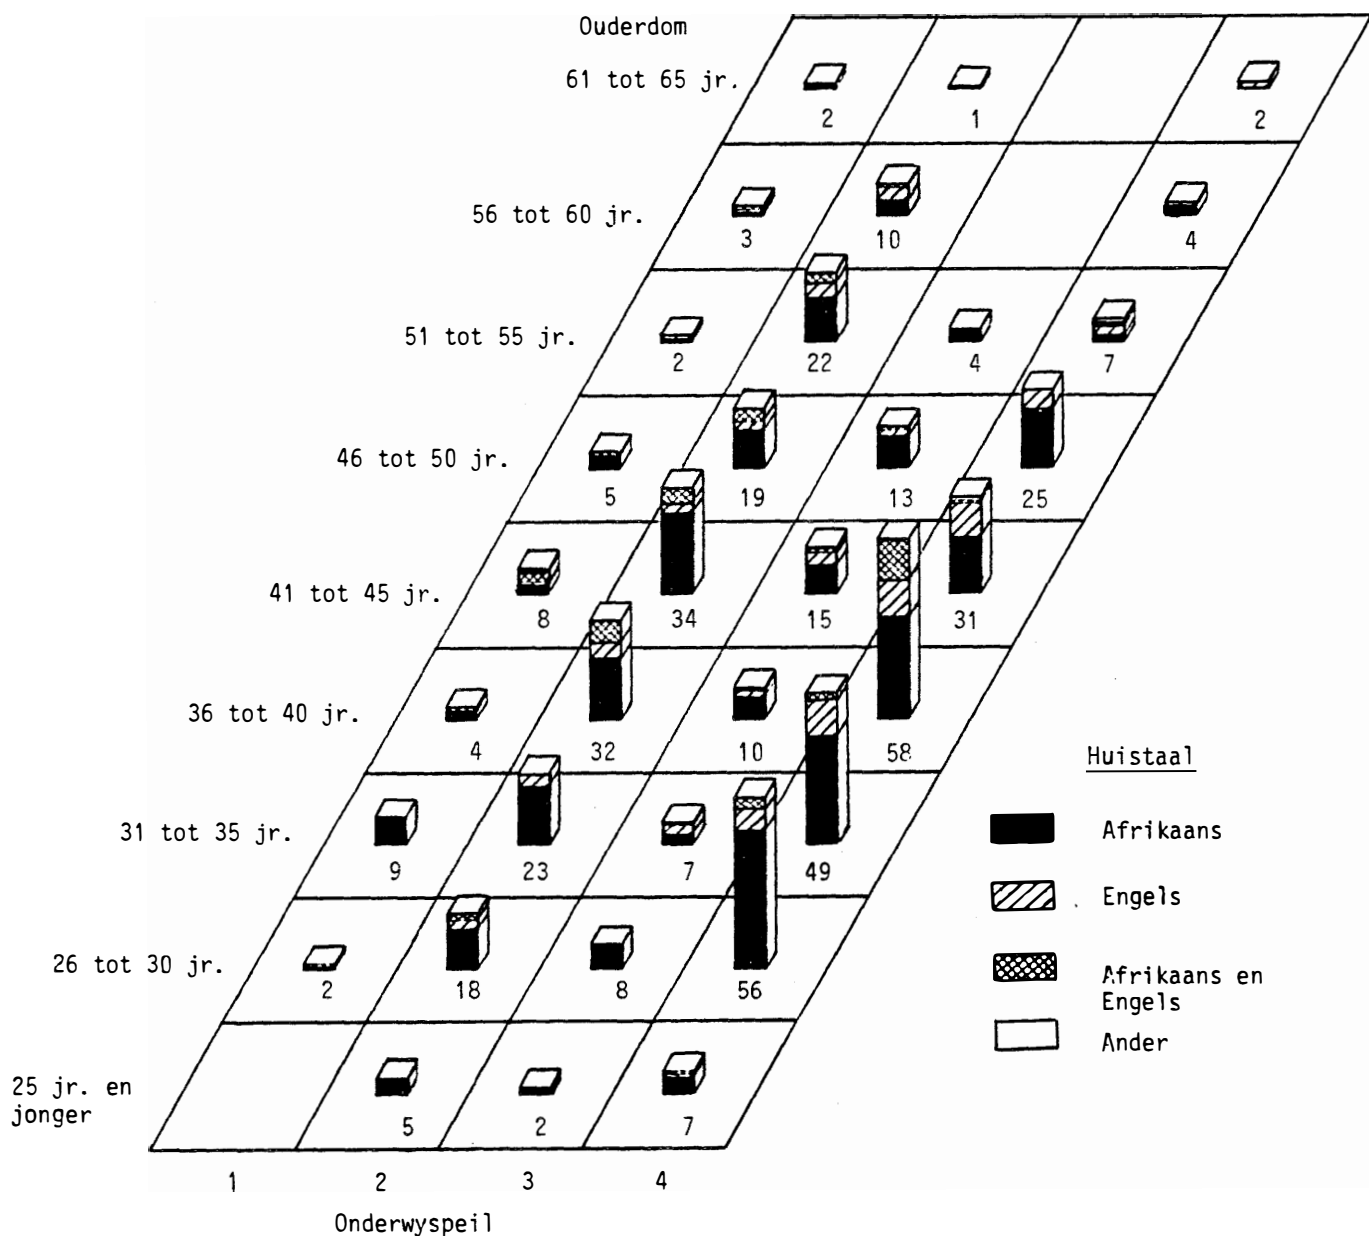 Ouderdom
61 tot 65 jr.
2 1 2
56 tot 60 jr.
3 10 4
51 tot 55 jr.
2 22 4 7
46 tot 50 jr.
5 19 13 25
41 tot 45 jr.
8 34 15 31
36 tot 40 jr.
4 32 10 58
31 tot 35 jr.
9 23 7 49
26 tot 30 jr.
2 18 8 56
25 jr. en
jonger
5 2 7
1 2 3 4
Onderwyspeil
Huistaal
Afrikaans
Engels
Afrikaans en
Engels
Ander